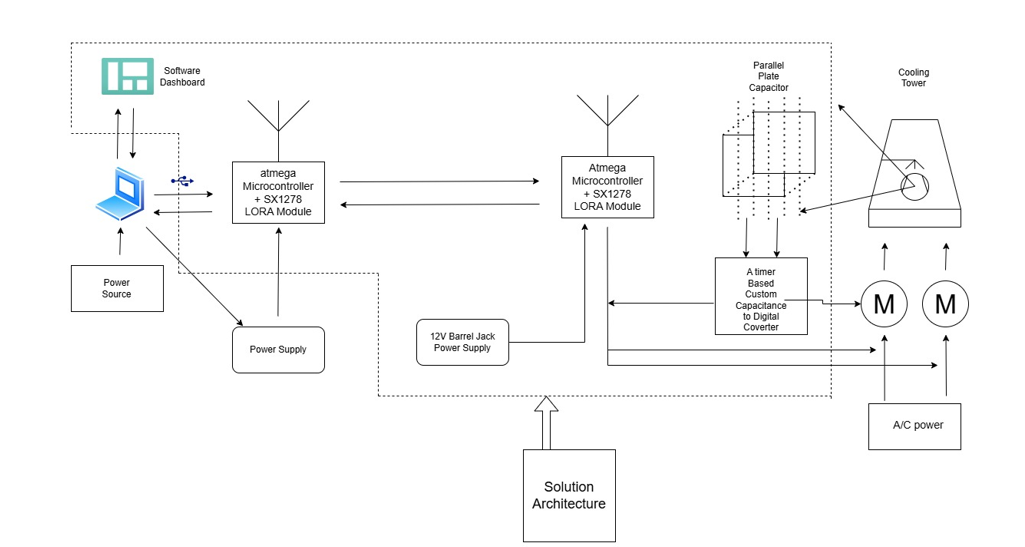 Software
Dashboard
Parallel
Plate
Capacitor
Cooling
Tower
atmega
Microcontroller
+ SX1278
LORA Module
Atmega
Microcontroller
+ SX1278
LORA Module
Power
Source
Power Supply
12V Barrel Jack
Power Supply
A timer
Based
Custom
Capacitance
to Digital
Coverter
M
M
A/C power
Solution
Architecture